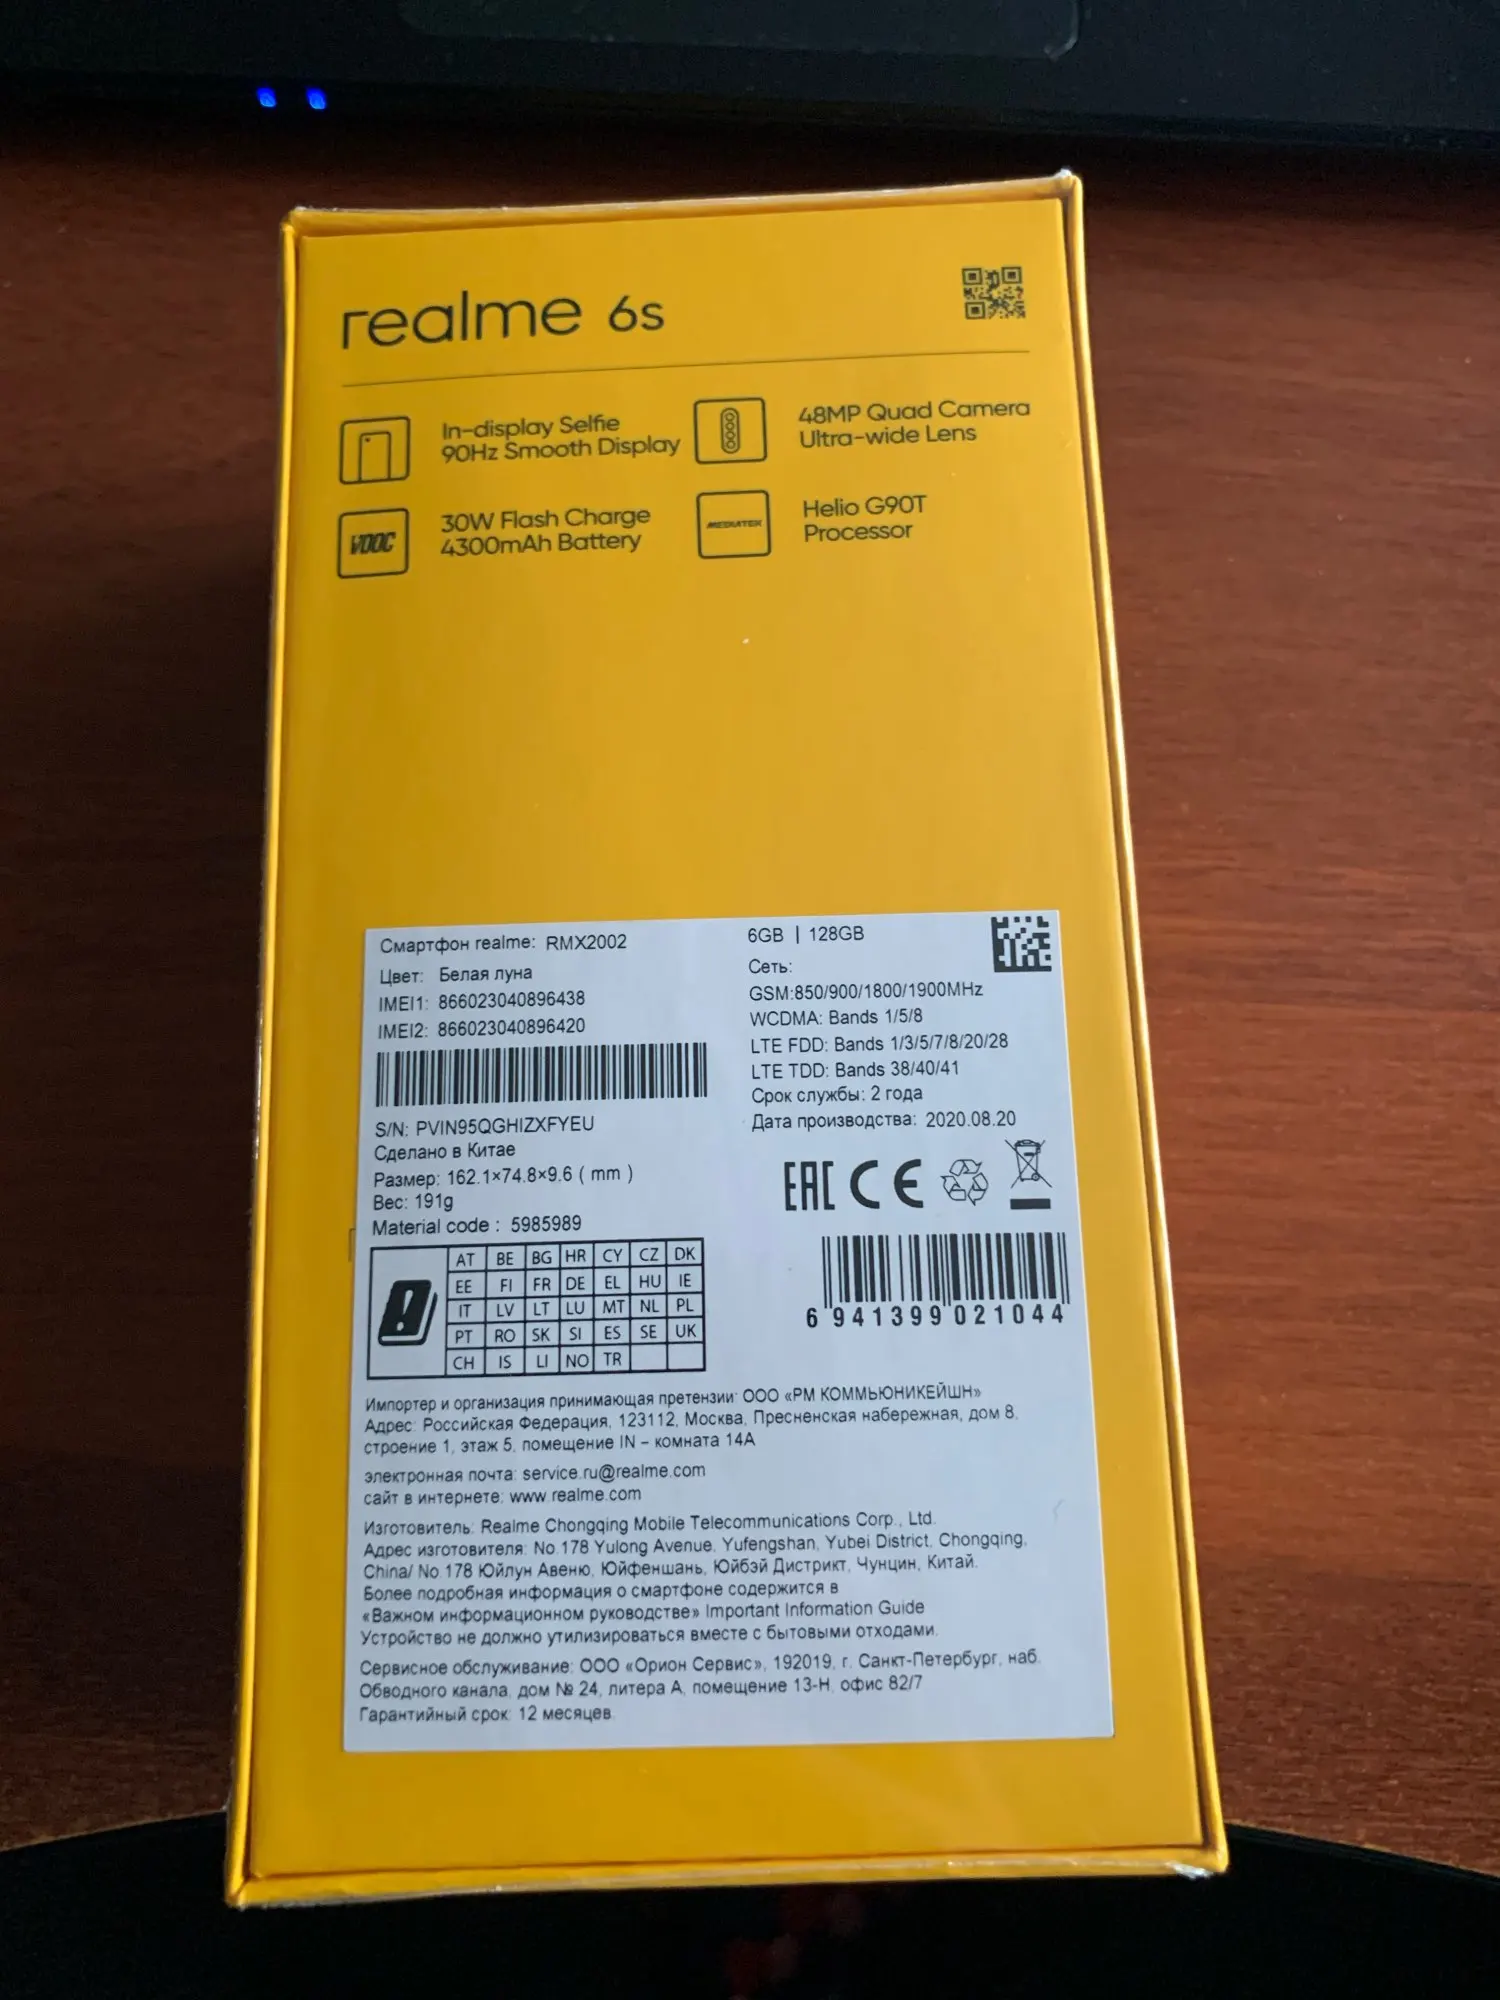 realme 6s
In-display Selfie
90Hz Smooth Display
48MP Quad Camera
Ultra-wide Lens
VOOC
30W Flash Charge
4300mAh Battery
MEDIATEK
Helio G90T
Processor
Смартфон realme: RMX2002
Цвет: Белая луна
IMEI1: 866023040896438
IMEI2: 866023040896420
S/N: PVIN95QGHIZXFYEU
Сделано в Китае
Размер: 162.1×74.8×9.6 ( mm )
Вес: 191g
Material code : 5985989
6GB | 128GB
Сеть:
GSM:850/900/1800/1900MHz
WCDMA: Bands 1/5/8
LTE FDD: Bands 1/3/5/7/8/20/28
LTE TDD: Bands 38/40/41
Срок службы: 2 года
Дата производства: 2020.08.20
EAC CE
6 941399 021044
AT BE BG HR CY CZ DK
EE FI FR DE EL HU IE
IT LV LT LU MT NL PL
PT RO SK SI ES SE UK
CH IS LI NO TR
Импортер и организация принимающая претензии: ООО «РМ КОММЬЮНИКЕЙШН»
Адрес: Российская Федерация, 123112, Москва, Пресненская набережная, дом 8,
строение 1, этаж 5, помещение IN – комната 14А
электронная почта: service.ru@realme.com
сайт в интернете: www.realme.com
Изготовитель: Realme Chongqing Mobile Telecommunications Corp., Ltd.
Адрес изготовителя: No.178 Yulong Avenue, Yufengshan, Yubei District, Chongqing,
China/ No.178 Юйлун Авеню, Юйфеншань, Юйбэй Дистрикт, Чунцин, Китай.
Более подробная информация о смартфоне содержится в
«Важном информационном руководстве» Important Information Guide
Устройство не должно утилизироваться вместе с бытовыми отходами.
Сервисное обслуживание: ООО «Орион Сервис», 192019, г. Санкт-Петербург, наб.
Обводного канала, дом № 24, литера А, помещение 13-Н, офис 82/7
Гарантийный срок: 12 месяцев.